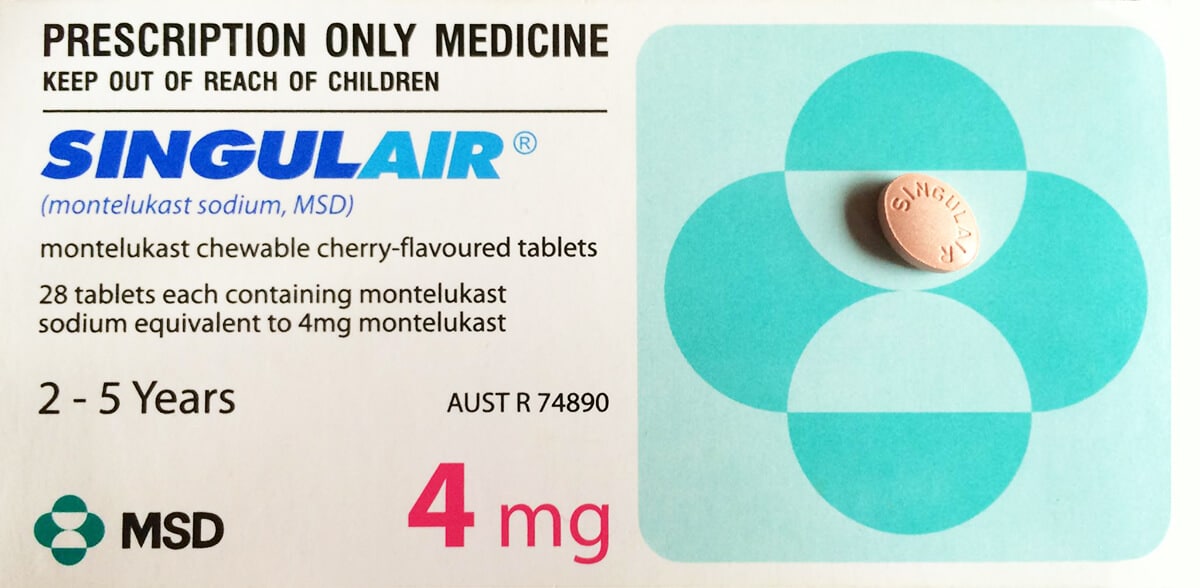 PRESCRIPTION ONLY MEDICINE
KEEP OUT OF REACH OF CHILDREN
SINGULAIR®
(montelukast sodium, MSD)
montelukast chewable cherry-flavoured tablets
28 tablets each containing montelukast
sodium equivalent to 4mg montelukast
2 - 5 Years
AUST R 74890
4 mg
MSD
SINGULAIR